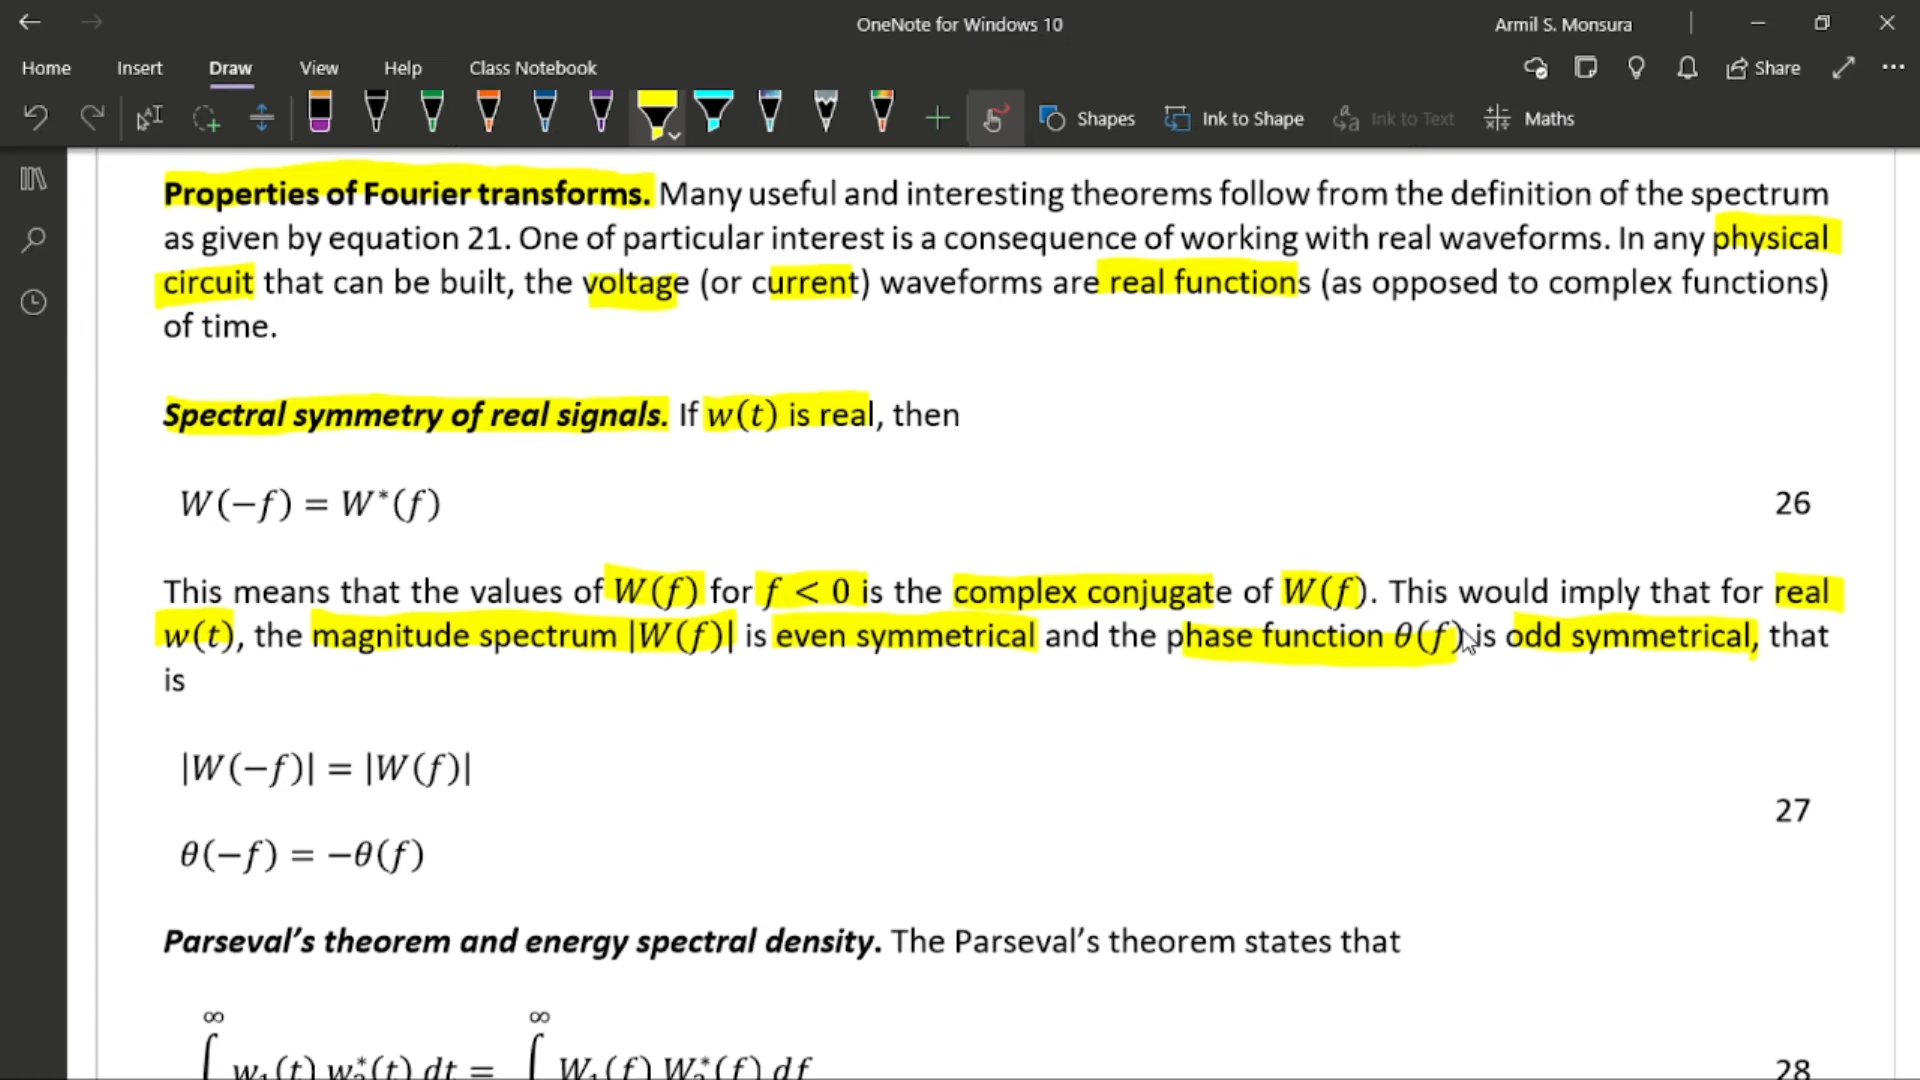 OneNote for Windows 10
Armil S. Monsura
Home Insert Draw View Help Class Notebook
Share
Shapes Ink to Shape Ink to Text Maths
Properties of Fourier transforms. Many useful and interesting theorems follow from the definition of the spectrum
as given by equation 21. One of particular interest is a consequence of working with real waveforms. In any physical
circuit that can be built, the voltage (or current) waveforms are real functions (as opposed to complex functions)
of time.
Spectral symmetry of real signals. If w(t) is real, then
W(−f) = W*(f) 26
This means that the values of W(f) for f < 0 is the complex conjugate of W(f). This would imply that for real
w(t), the magnitude spectrum |W(f)| is even symmetrical and the phase function θ(f) is odd symmetrical, that
is
|W(−f)| = |W(f)|
27
θ(−f) = −θ(f)
Parseval’s theorem and energy spectral density. The Parseval’s theorem states that
∞ ∞
∫ w₁(t) w₂*(t) dt = ∫ W₁(f) W₂*(f) df 28